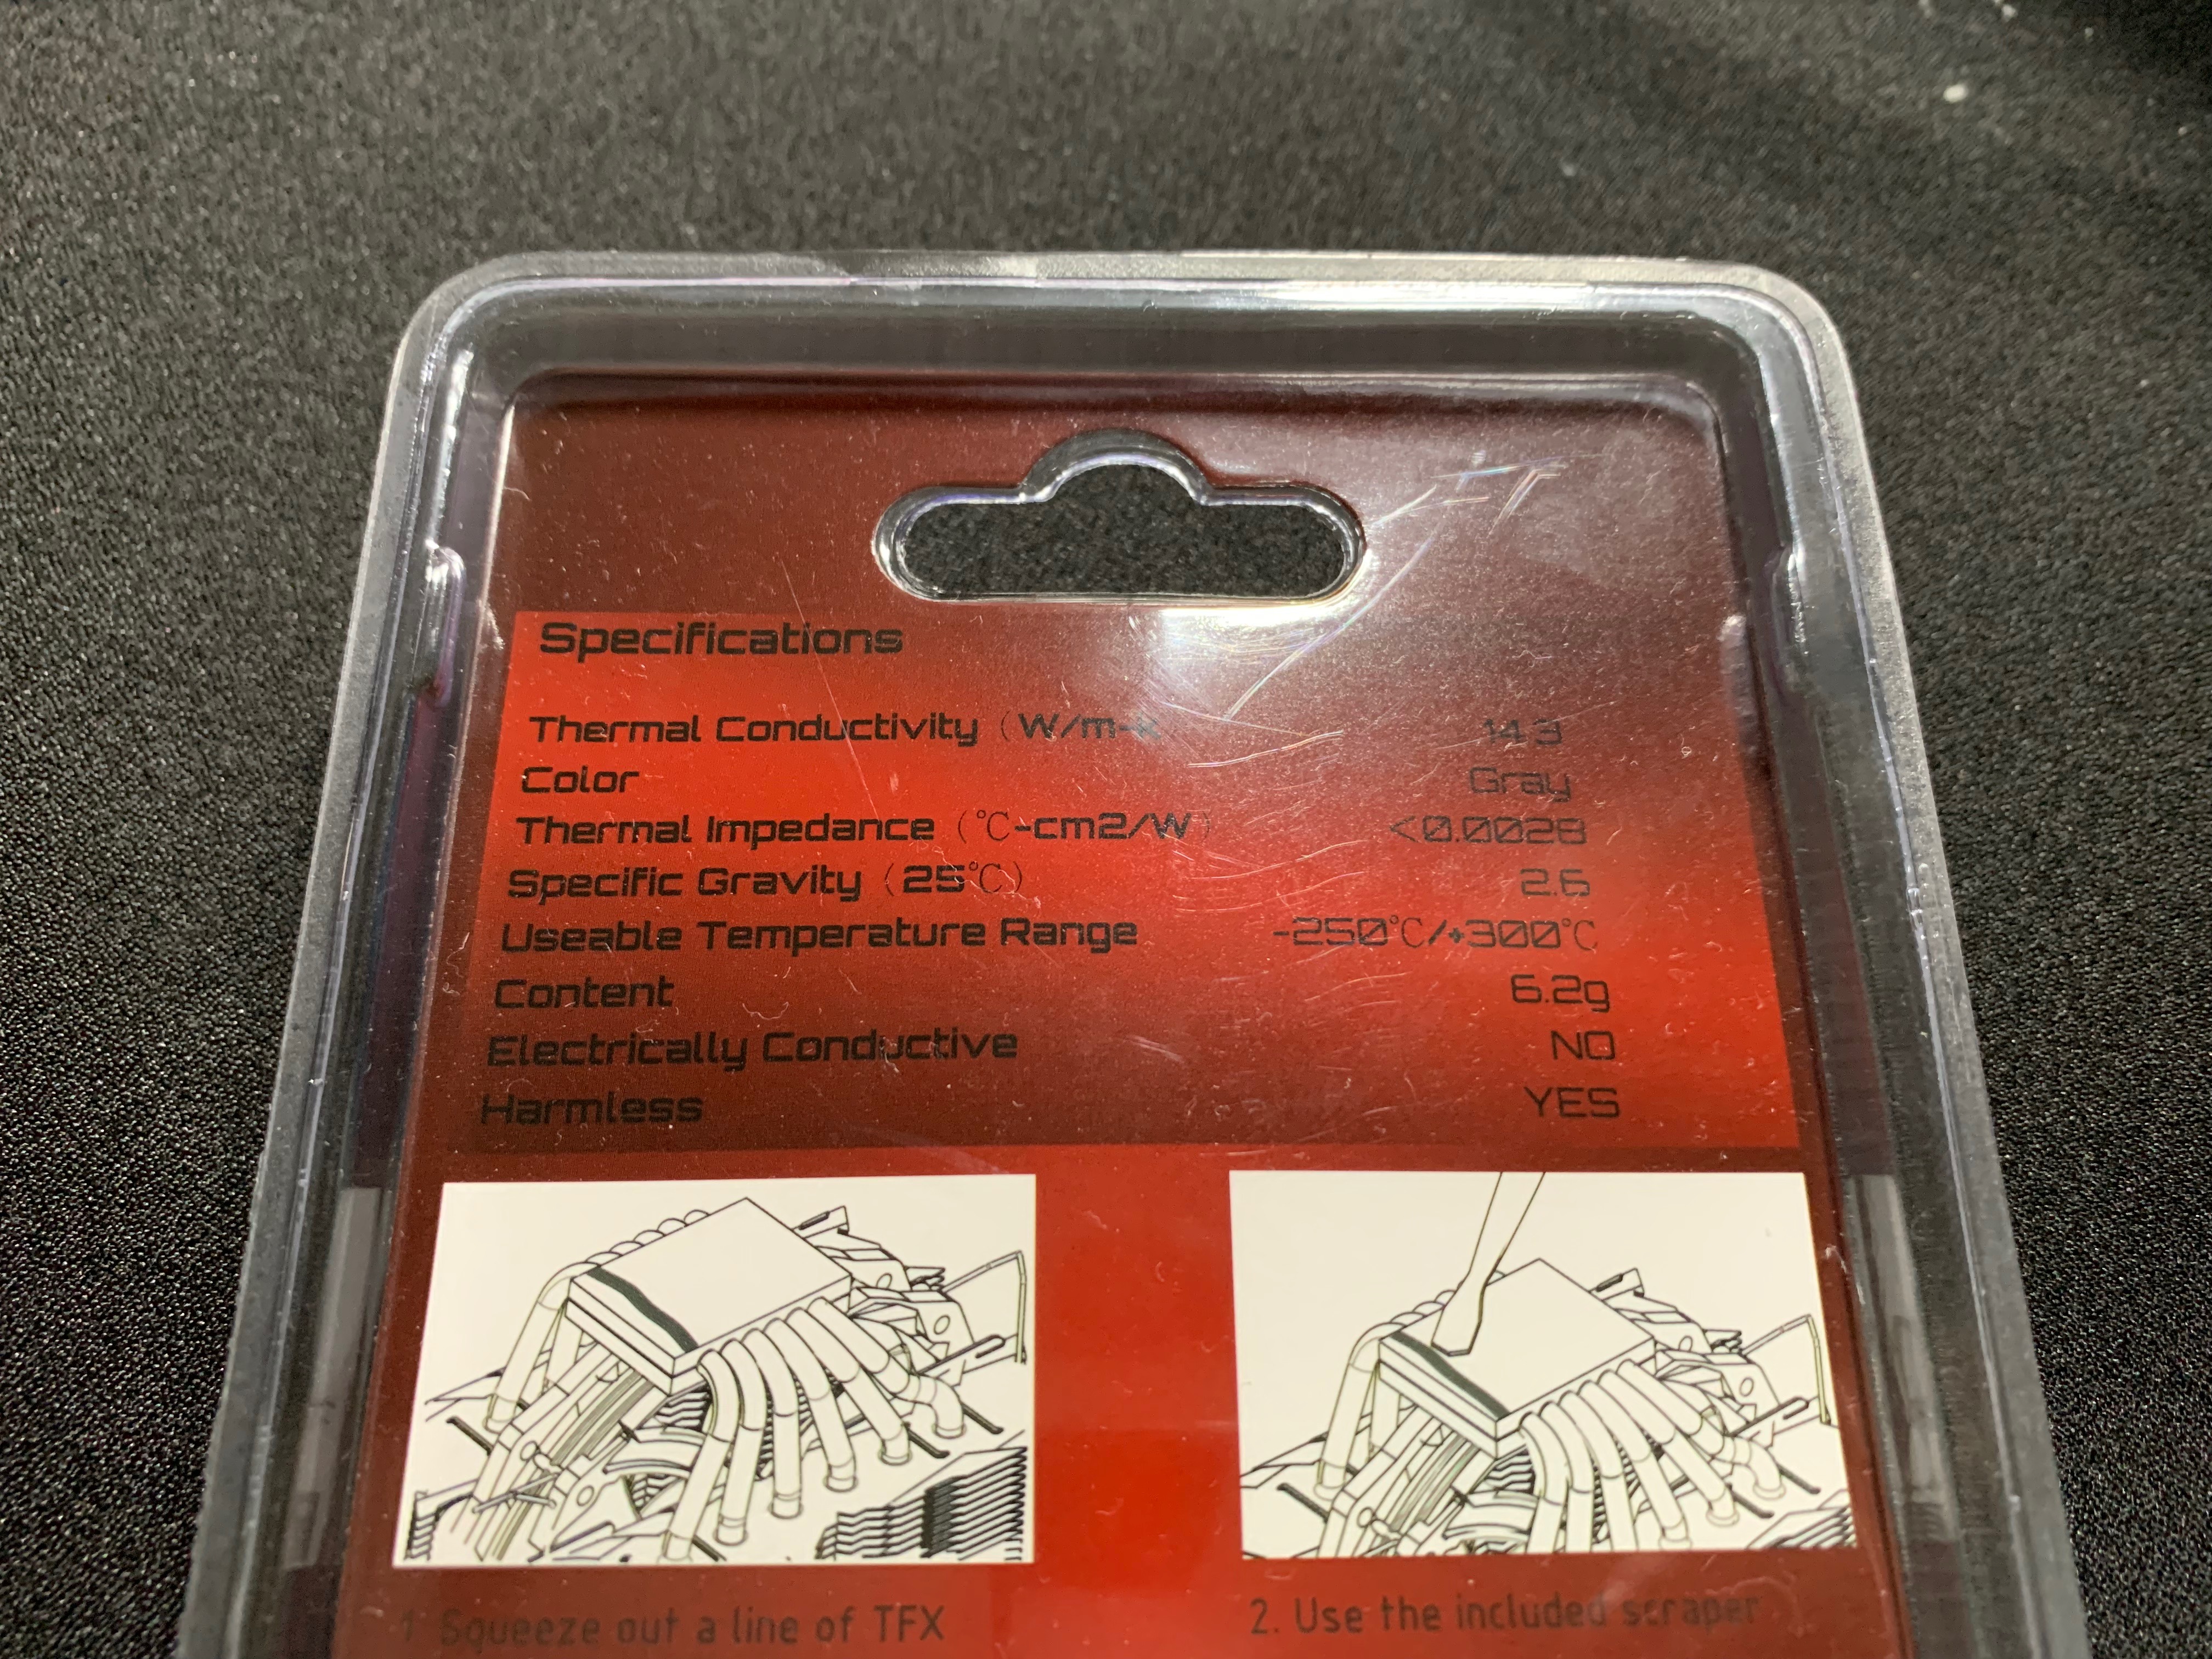 Specifications
Thermal Conductivity (W/m-k 14.3
Color Gray
Thermal Impedance (℃-cm2/W) <0.0028
Specific Gravity (25℃) 2.6
Useable Temperature Range -250℃/+300℃
Content 6.2g
Electrically Conductive NO
Harmless YES
1 Squeeze out a line of TFX
2. Use the included scraper